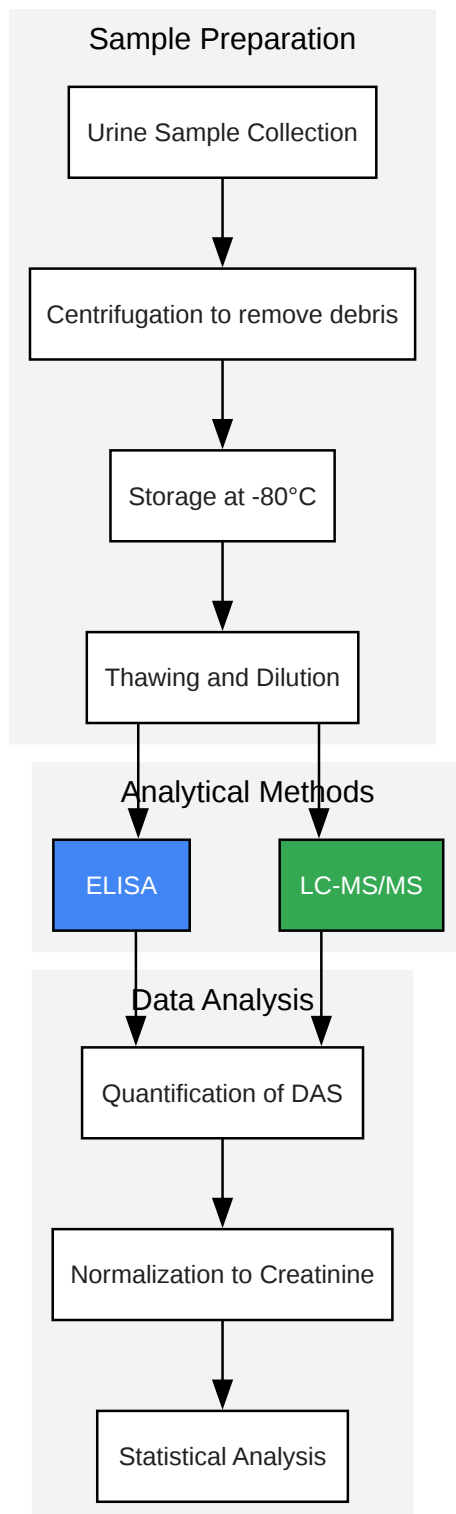 Sample Preparation
Urine Sample Collection
Centrifugation to remove debris
Storage at -80°C
Thawing and Dilution
Analytical Methods
ELISA
LC-MS/MS
Data Analysis
Quantification of DAS
Normalization to Creatinine
Statistical Analysis